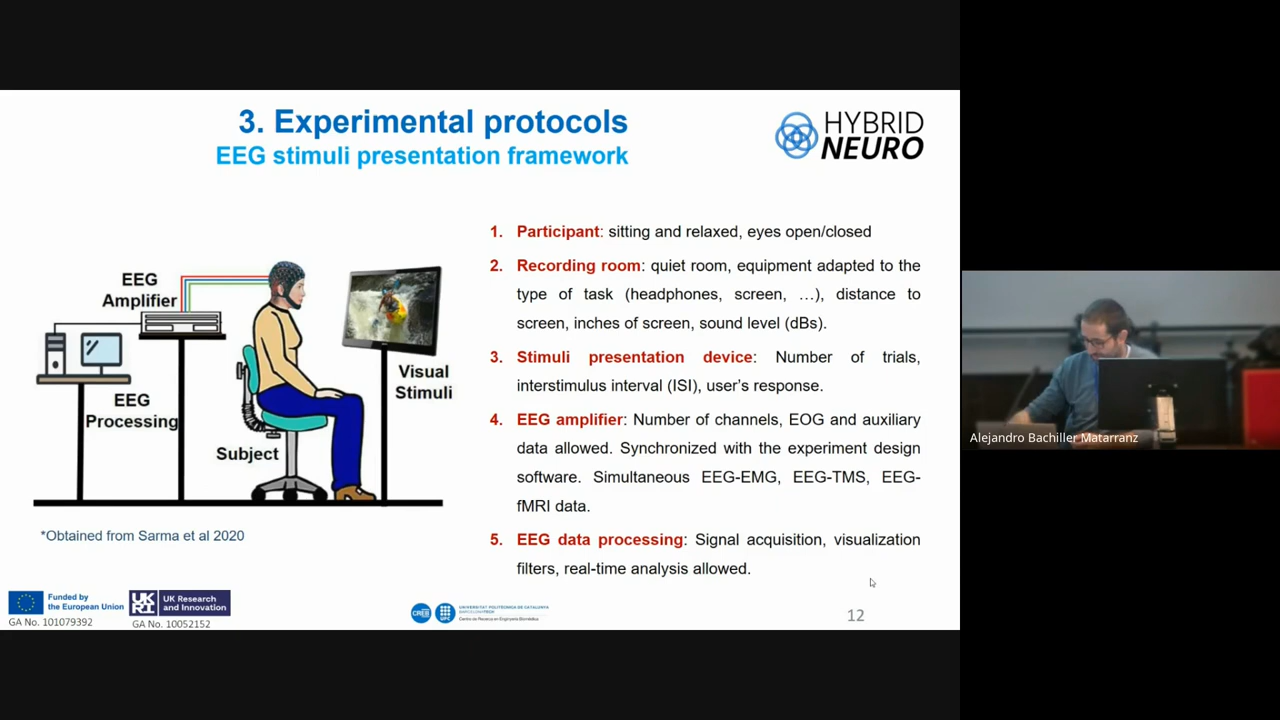 3. Experimental protocols
EEG stimuli presentation framework
HYBRID
NEURO
EEG
Amplifier
EEG
Processing
Subject
Visual
Stimuli
*Obtained from Sarma et al 2020
1. Participant: sitting and relaxed, eyes open/closed
2. Recording room: quiet room, equipment adapted to the
type of task (headphones, screen, …), distance to
screen, inches of screen, sound level (dBs).
3. Stimuli presentation device: Number of trials,
interstimulus interval (ISI), user's response.
4. EEG amplifier: Number of channels, EOG and auxiliary
data allowed. Synchronized with the experiment design
software. Simultaneous EEG-EMG, EEG-TMS, EEG-
fMRI data.
5. EEG data processing: Signal acquisition, visualization
filters, real-time analysis allowed.
Funded by
the European Union
GA No. 101079392
UK
RI
UK Research
and Innovation
GA No. 10052152
CREB
UPC
UNIVERSITAT POLITÈCNICA DE CATALUNYA
BARCELONATECH
Centre de Recerca en Enginyeria Biomèdica
12
Alejandro Bachiller Matarranz